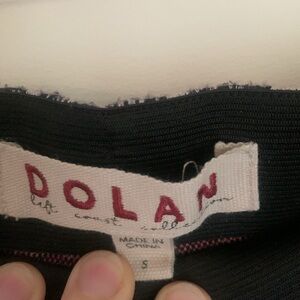 DOLAN
left coast collection
MADE IN
CHINA
S